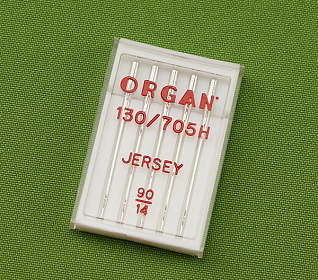 ORGAN
130/705H
JERSEY
90
14